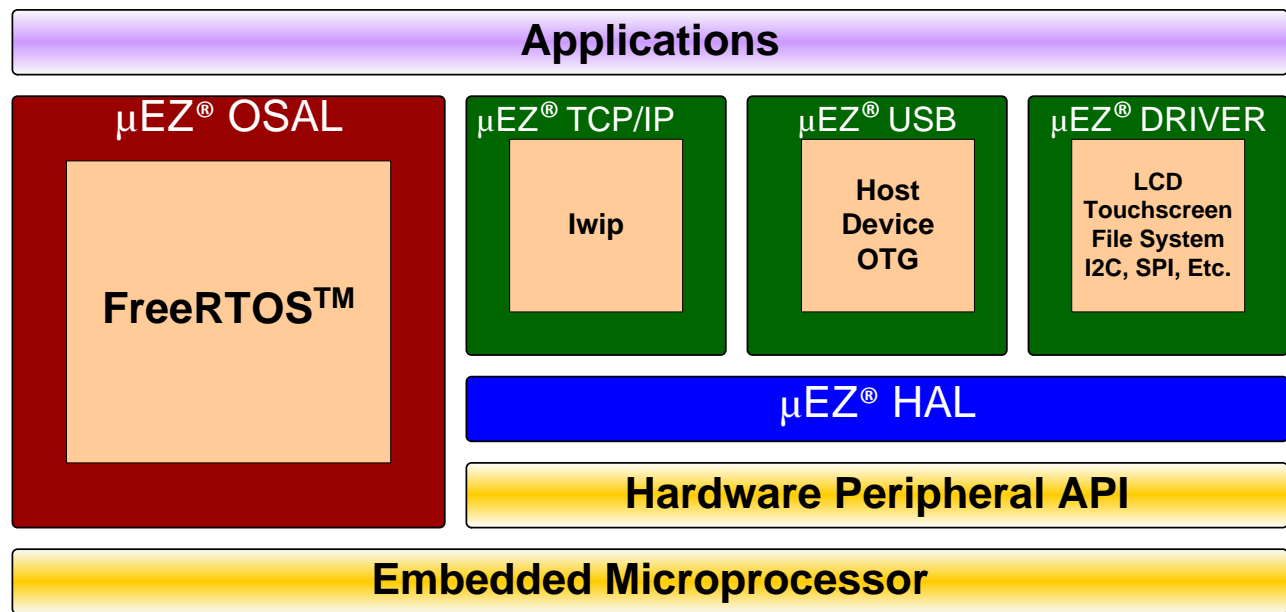 Applications
μEZ® OSAL
FreeRTOS™
μEZ® TCP/IP
lwip
μEZ® USB
Host
Device
OTG
μEZ® DRIVER
LCD
Touchscreen
File System
I2C, SPI, Etc.
μEZ® HAL
Hardware Peripheral API
Embedded Microprocessor